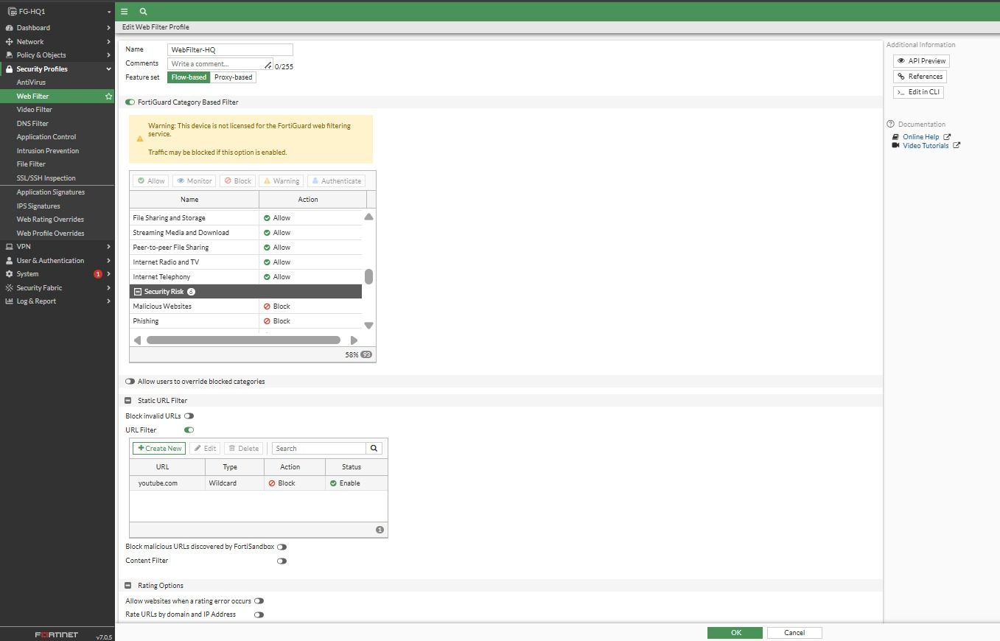 FG-HQ1
Dashboard
Network
Policy & Objects
Security Profiles
AntiVirus
Web Filter
Video Filter
DNS Filter
Application Control
Intrusion Prevention
File Filter
SSL/SSH Inspection
Application Signatures
IPS Signatures
Web Rating Overrides
Web Profile Overrides
VPN
User & Authentication
System 1
Security Fabric
Log & Report
FORTINET v7.0.5
Edit Web Filter Profile
Name WebFilter-HQ
Comments Write a comment... 0/255
Feature set Flow-based Proxy-based
FortiGuard Category Based Filter
Warning: This device is not licensed for the FortiGuard web filtering
service.
Traffic may be blocked if this option is enabled.
Allow Monitor Block Warning Authenticate
Name Action
File Sharing and Storage Allow
Streaming Media and Download Allow
Peer-to-peer File Sharing Allow
Internet Radio and TV Allow
Internet Telephony Allow
Security Risk 6
Malicious Websites Block
Phishing Block
58% 93
Allow users to override blocked categories
Static URL Filter
Block invalid URLs
URL Filter
Create New Edit Delete Search
URL Type Action Status
youtube.com Wildcard Block Enable
1
Block malicious URLs discovered by FortiSandbox
Content Filter
Rating Options
Allow websites when a rating error occurs
Rate URLs by domain and IP Address
OK Cancel
Additional Information
API Preview
References
>_ Edit in CLI
Documentation
Online Help
Video Tutorials